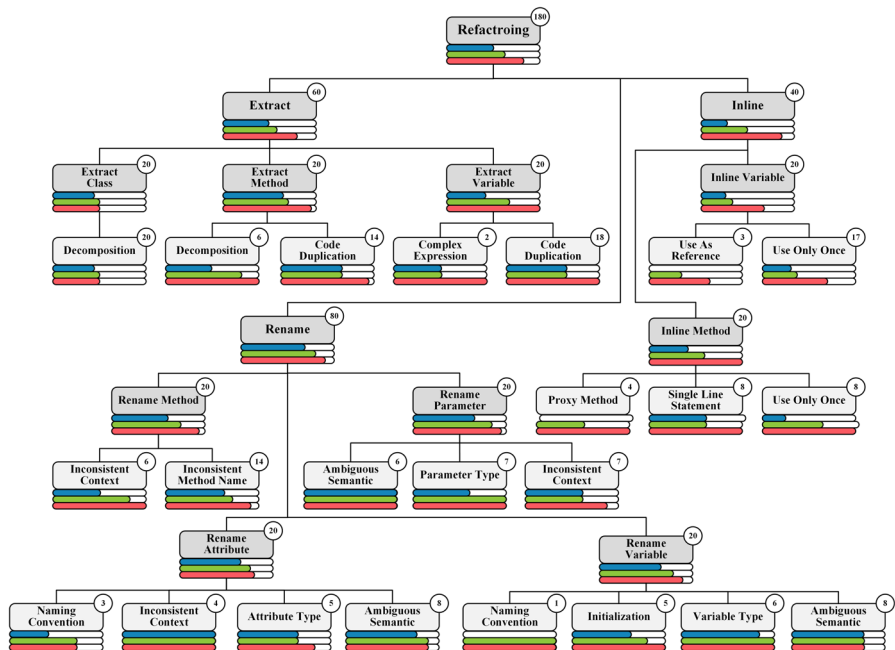 180
Refactroing
60
Extract
40
Inline
20
Extract
Class
20
Extract
Method
20
Extract
Variable
20
Inline Variable
20
Decomposition
6
Decomposition
14
Code
Duplication
2
Complex
Expression
18
Code
Duplication
3
Use As
Reference
17
Use Only Once
80
Rename
20
Inline Method
20
Rename Method
20
Rename
Parameter
4
Proxy Method
8
Single Line
Statement
8
Use Only Once
6
Inconsistent
Context
14
Inconsistent
Method Name
6
Ambiguous
Semantic
7
Parameter Type
7
Inconsistent
Context
20
Rename
Attribute
20
Rename
Variable
3
Naming
Convention
4
Inconsistent
Context
5
Attribute Type
8
Ambiguous
Semantic
1
Naming
Convention
5
Initialization
6
Variable Type
8
Ambiguous
Semantic